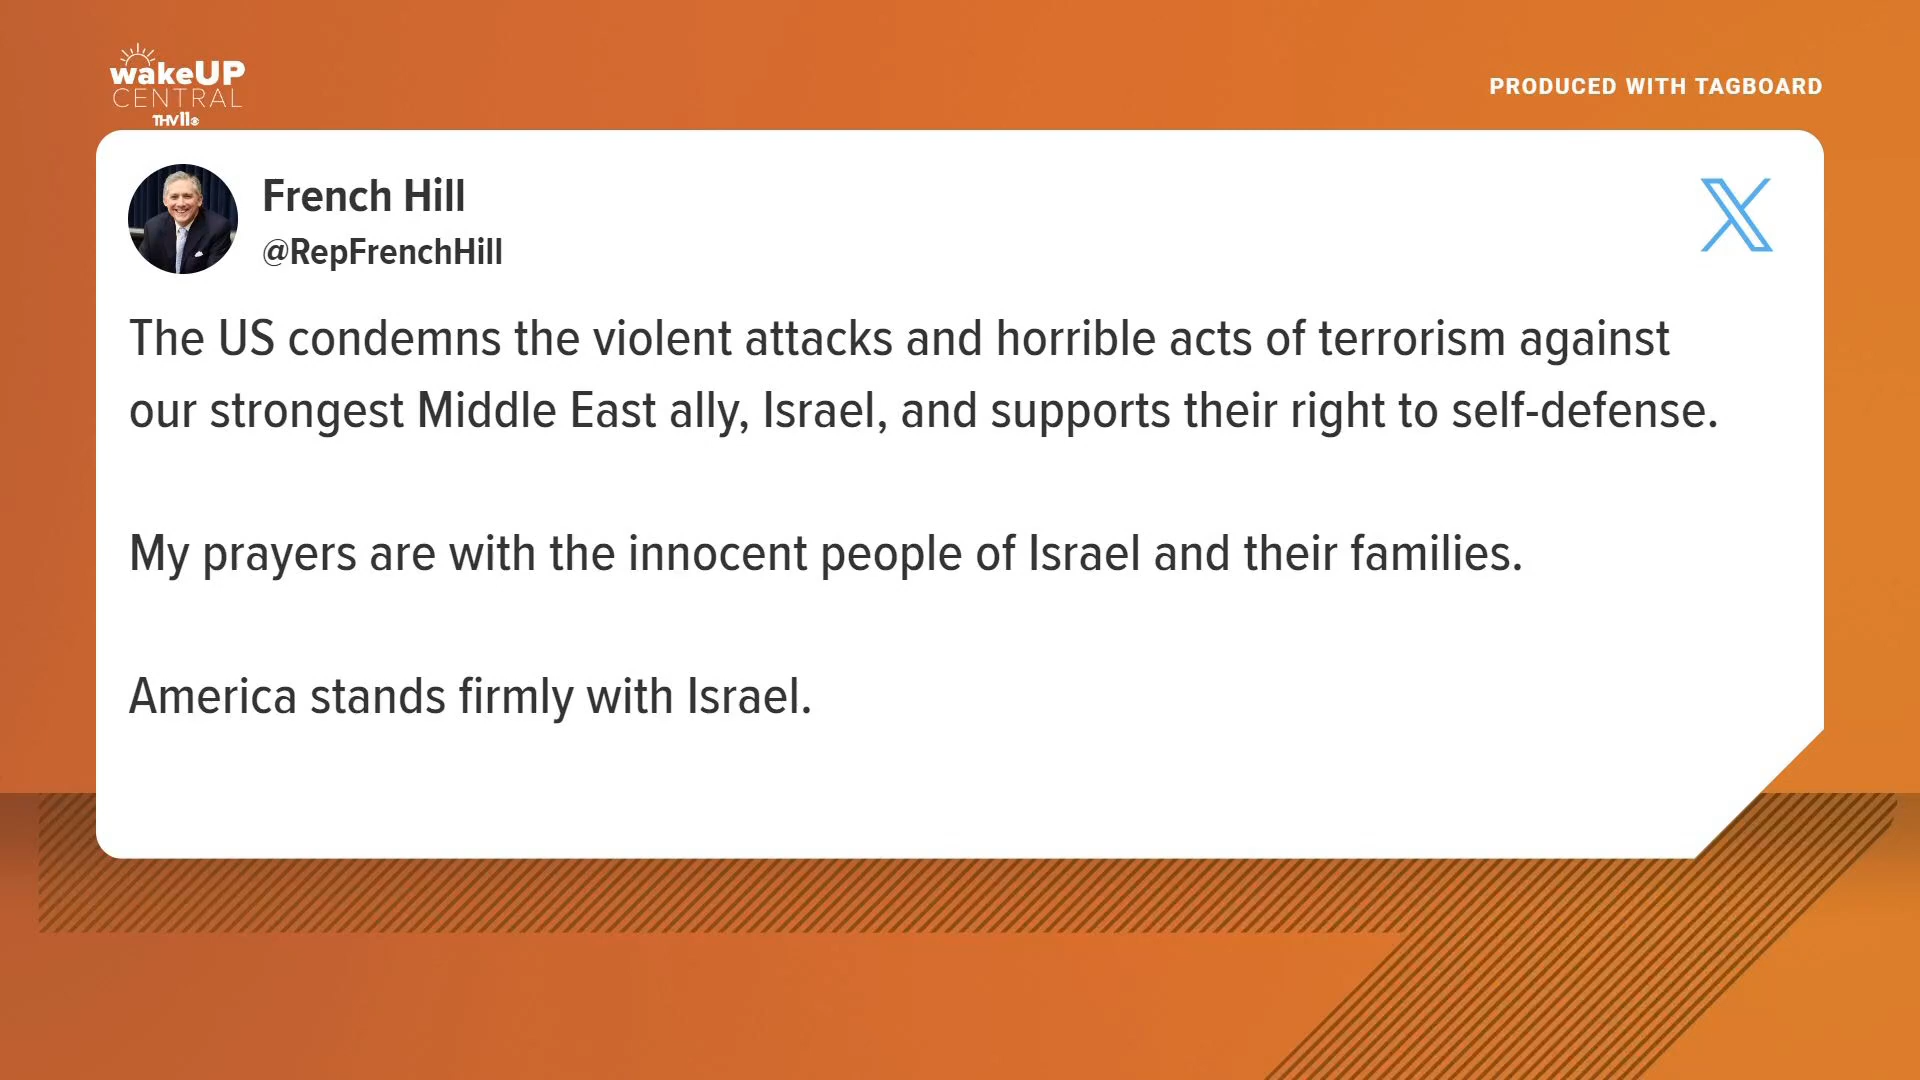 wakeUP
CENTRAL
THV11
PRODUCED WITH TAGBOARD
French Hill
@RepFrenchHill
The US condemns the violent attacks and horrible acts of terrorism against
our strongest Middle East ally, Israel, and supports their right to self-defense.
My prayers are with the innocent people of Israel and their families.
America stands firmly with Israel.